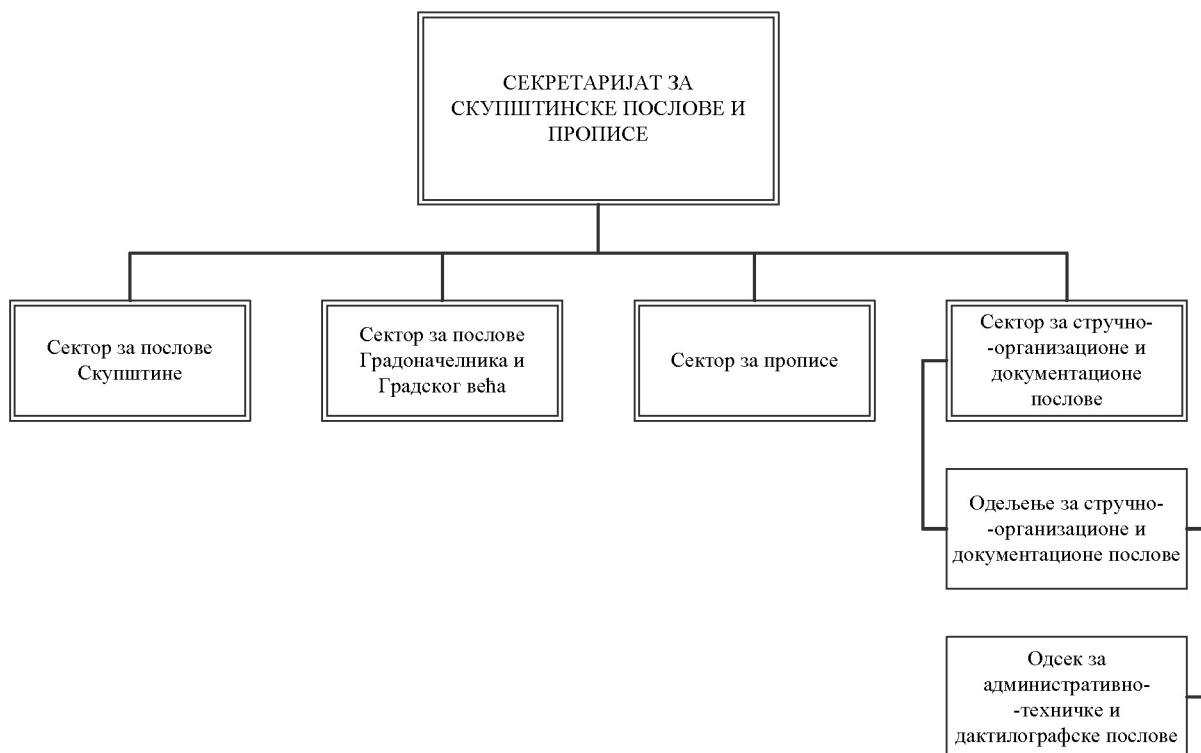 СЕКРЕТАРИЈАТ ЗА
СКУПШТИНСКЕ ПОСЛОВЕ И
ПРОПИСЕ
Сектор за послове
Скупштине
Сектор за послове
Градоначелника и
Градског већа
Сектор за прописе
Сектор за стручно-
-организационе и
документационе
послове
Одељење за стручно-
-организационе и
документационе послове
Одсек за
административно-
-техничке и
дактилографске послове